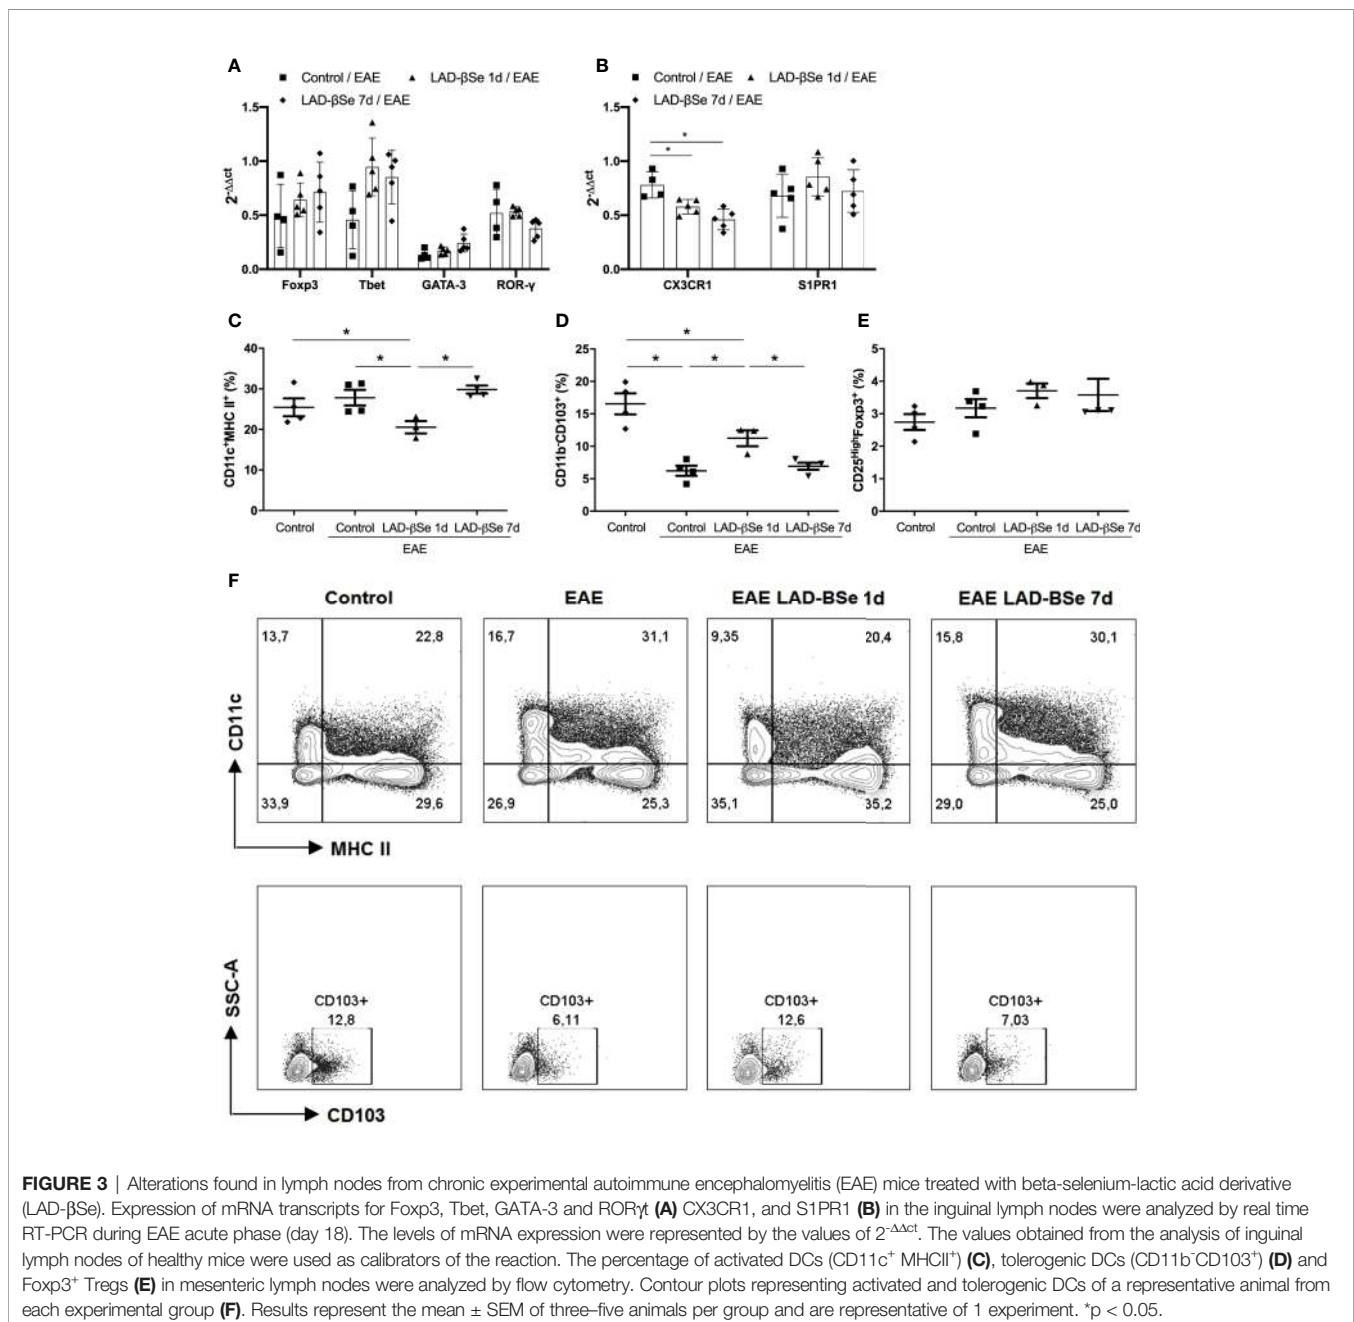 A
■ Control / EAE ▲ LAD-βSe 1d / EAE
◆ LAD-βSe 7d / EAE
2-ΔΔct
1.5
1.0
0.5
0.0
Foxp3 Tbet GATA-3 ROR-γ
B
■ Control / EAE ▲ LAD-βSe 1d / EAE
◆ LAD-βSe 7d / EAE
2-ΔΔct
1.5
1.0
0.5
0.0
*
*
CX3CR1 S1PR1
C
CD11c+MHC II+ (%)
40
30
20
10
0
*
* *
Control Control LAD-βSe 1d LAD-βSe 7d
EAE
D
CD11b-CD103+ (%)
25
20
15
10
5
0
*
* * *
Control Control LAD-βSe 1d LAD-βSe 7d
EAE
E
CD25HighFoxp3+ (%)
5
4
3
2
1
0
Control Control LAD-βSe 1d LAD-βSe 7d
EAE
F
Control EAE EAE LAD-BSe 1d EAE LAD-BSe 7d
13,7 22,8 16,7 31,1 9,35 20,4 15,8 30,1
CD11c
33,9 29,6 26,9 25,3 35,1 35,2 29,0 25,0
MHC II
SSC-A
CD103+ CD103+ CD103+ CD103+
12,8 6,11 12,6 7,03
CD103
FIGURE 3 | Alterations found in lymph nodes from chronic experimental autoimmune encephalomyelitis (EAE) mice treated with beta-selenium-lactic acid derivative
(LAD-βSe). Expression of mRNA transcripts for Foxp3, Tbet, GATA-3 and RORγt (A) CX3CR1, and S1PR1 (B) in the inguinal lymph nodes were analyzed by real time
RT-PCR during EAE acute phase (day 18). The levels of mRNA expression were represented by the values of 2-ΔΔct. The values obtained from the analysis of inguinal
lymph nodes of healthy mice were used as calibrators of the reaction. The percentage of activated DCs (CD11c+ MHCII+) (C), tolerogenic DCs (CD11b-CD103+) (D) and
Foxp3+ Tregs (E) in mesenteric lymph nodes were analyzed by flow cytometry. Contour plots representing activated and tolerogenic DCs of a representative animal from
each experimental group (F). Results represent the mean ± SEM of three–five animals per group and are representative of 1 experiment. *p < 0.05.